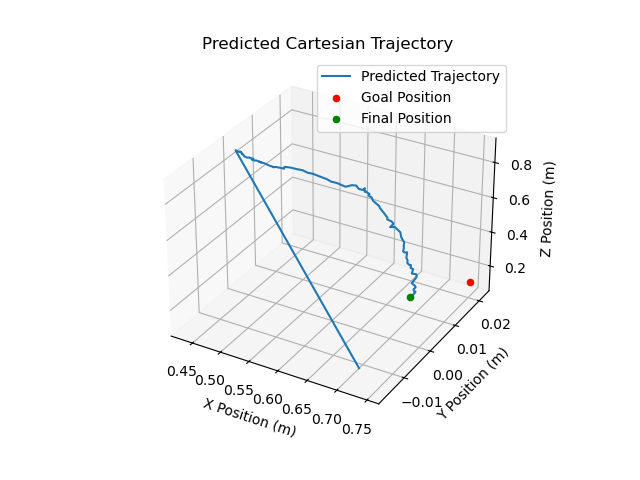 Predicted Cartesian Trajectory
Predicted Trajectory
Goal Position
Final Position
0.8
0.6
0.4
0.2
Z Position (m)
0.02
0.01
0.00
−0.01
Y Position (m)
0.45
0.50
0.55
0.60
0.65
0.70
0.75
X Position (m)